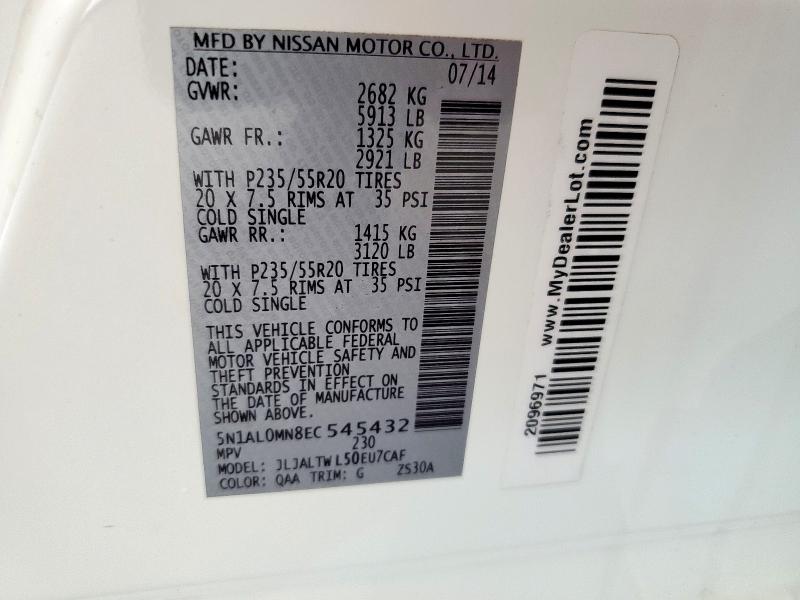 MFD BY NISSAN MOTOR CO., LTD.
DATE: 07/14
GVWR: 2682 KG
5913 LB
GAWR FR.: 1325 KG
2921 LB
WITH P235/55R20 TIRES
20 X 7.5 RIMS AT 35 PSI
COLD SINGLE
GAWR RR.: 1415 KG
3120 LB
WITH P235/55R20 TIRES
20 X 7.5 RIMS AT 35 PSI
COLD SINGLE
THIS VEHICLE CONFORMS TO
ALL APPLICABLE FEDERAL
MOTOR VEHICLE SAFETY AND
THEFT PREVENTION
STANDARDS IN EFFECT ON
THE DATE OF MANUFACTURE
SHOWN ABOVE.
5N1AL0MN8EC 545432
MPV 230
MODEL: JLJALTW L50EU7CAF
COLOR: QAA TRIM: G ZS30A
www.MyDealerLot.com
2096971